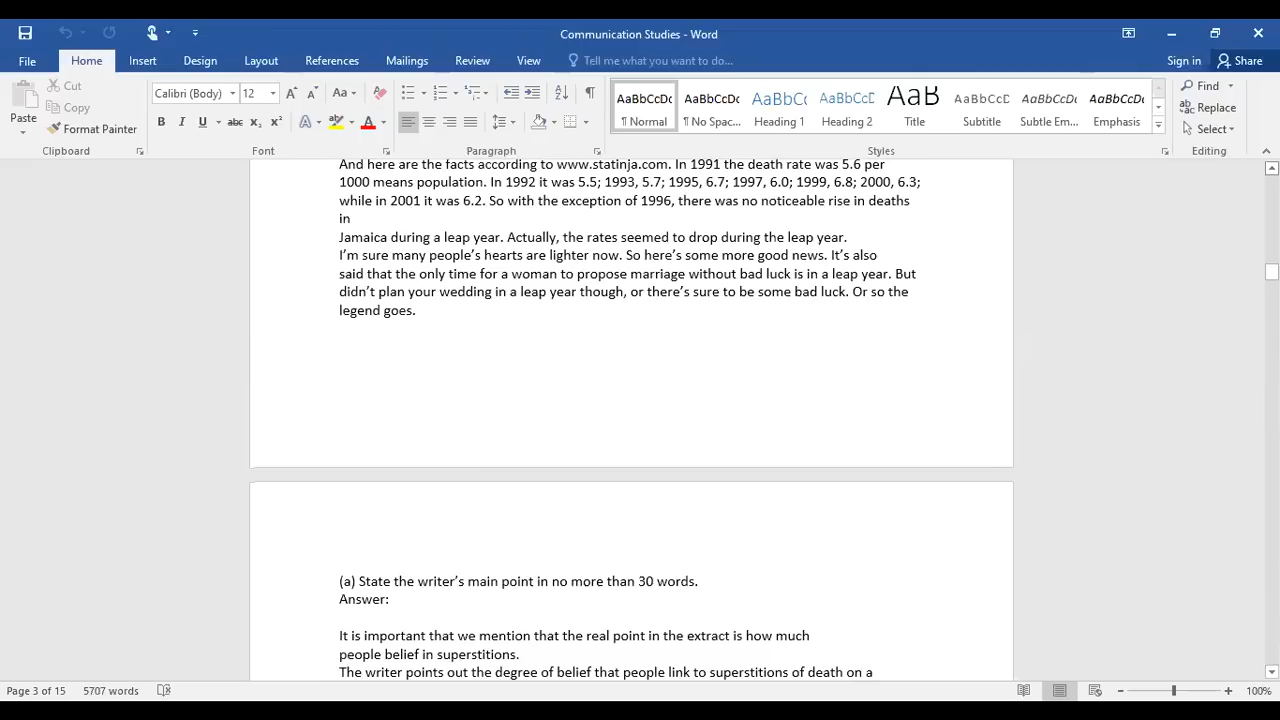 Communication Studies - Word
File Home Insert Design Layout References Mailings Review View Tell me what you want to do... Sign in Share
Paste
Cut
Copy
Format Painter
Clipboard
Calibri (Body) 12
Font
Paragraph
AaBbCcDc AaBbCcDc AaBbCc AaBbCcD AaB AaBbCcD AaBbCcDc AaBbCcDc
¶ Normal ¶ No Spac... Heading 1 Heading 2 Title Subtitle Subtle Em... Emphasis
Styles
Find
Replace
Select
Editing
And here are the facts according to www.statinja.com. In 1991 the death rate was 5.6 per
1000 means population. In 1992 it was 5.5; 1993, 5.7; 1995, 6.7; 1997, 6.0; 1999, 6.8; 2000, 6.3;
while in 2001 it was 6.2. So with the exception of 1996, there was no noticeable rise in deaths
in
Jamaica during a leap year. Actually, the rates seemed to drop during the leap year.
I'm sure many people's hearts are lighter now. So here's some more good news. It's also
said that the only time for a woman to propose marriage without bad luck is in a leap year. But
didn't plan your wedding in a leap year though, or there's sure to be some bad luck. Or so the
legend goes.
(a) State the writer's main point in no more than 30 words.
Answer:
It is important that we mention that the real point in the extract is how much
people belief in superstitions.
The writer points out the degree of belief that people link to superstitions of death on a
Page 3 of 15 5707 words 100%